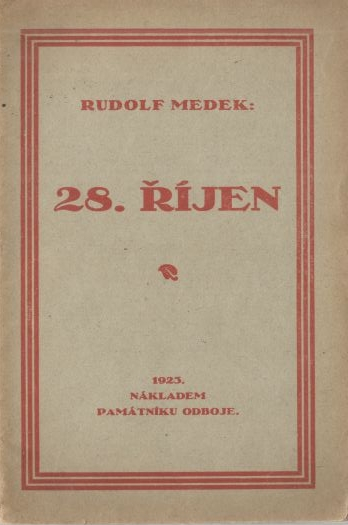 RUDOLF MEDEK:
28. ŘÍJEN
1923.
NÁKLADEM
PAMÁTNÍKU ODBOJE.